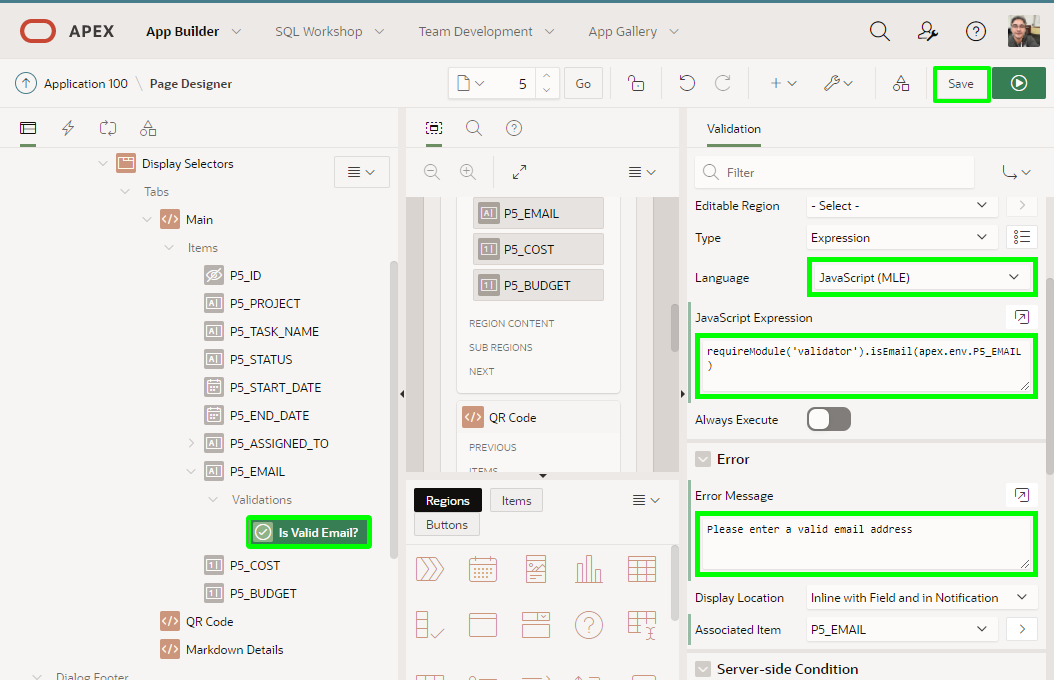 APEX
App Builder
SQL Workshop
Team Development
App Gallery
Application 100 \ Page Designer
5
Go
Save
Display Selectors
Tabs
Main
Items
P5_ID
P5_PROJECT
P5_TASK_NAME
P5_STATUS
P5_START_DATE
P5_END_DATE
P5_ASSIGNED_TO
P5_EMAIL
Validations
Is Valid Email?
P5_COST
P5_BUDGET
QR Code
Markdown Details
Dialog Footer
P5_EMAIL
P5_COST
P5_BUDGET
REGION CONTENT
SUB REGIONS
NEXT
QR Code
PREVIOUS
ITEMS
Regions
Items
Buttons
Validation
Filter
Editable Region
- Select -
Type
Expression
Language
JavaScript (MLE)
JavaScript Expression
requireModule('validator').isEmail(apex.env.P5_EMAIL
)
Always Execute
Error
Error Message
Please enter a valid email address
Display Location
Inline with Field and in Notification
Associated Item
P5_EMAIL
Server-side Condition